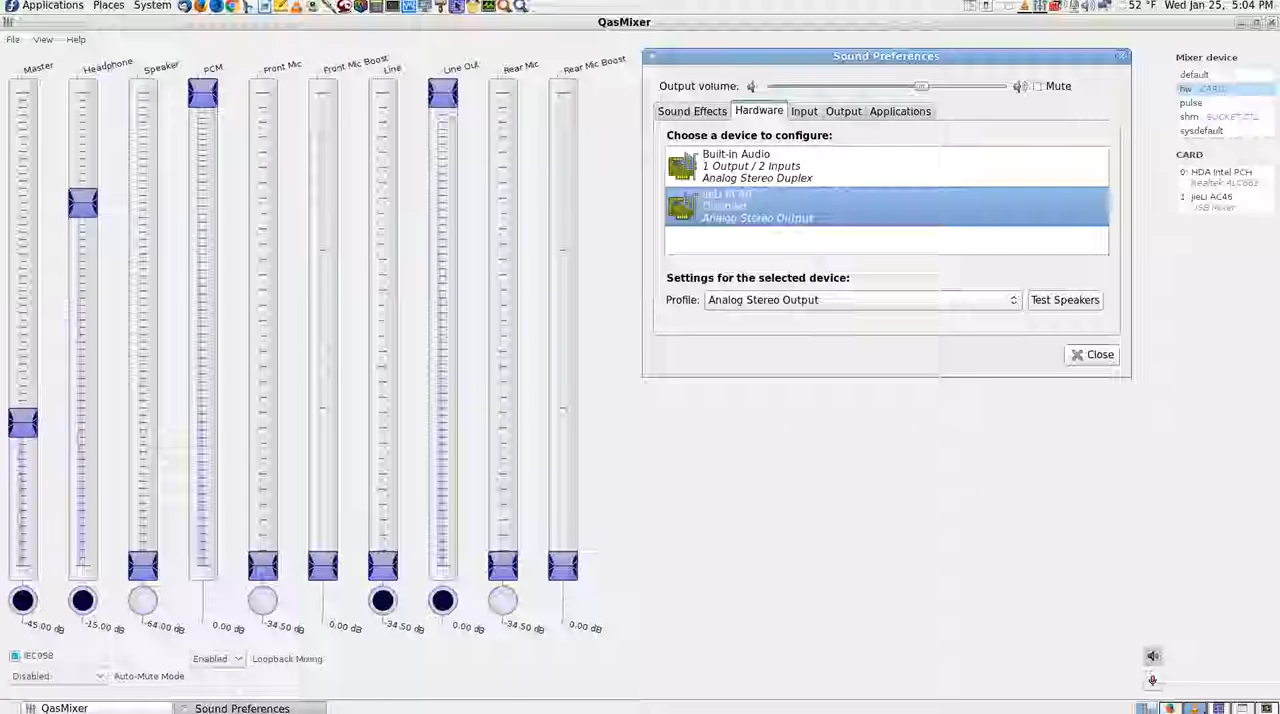 Applications Places System 52 °F Wed Jan 25, 5:04 PM
QasMixer
File View Help
Master Headphone Speaker PCM Front Mic Front Mic Boost Line Line Out Rear Mic Rear Mic Boost
-45.00 dB -15.00 dB -64.00 dB 0.00 dB -34.50 dB 0.00 dB -34.50 dB 0.00 dB -34.50 dB 0.00 dB
IEC958
Enabled Loopback Mixing
Disabled Auto-Mute Mode
Sound Preferences
Output volume: Mute
Sound Effects Hardware Input Output Applications
Choose a device to configure:
Built-in Audio
1 Output / 2 Inputs
Analog Stereo Duplex
Analog Stereo Output
Settings for the selected device:
Profile: Analog Stereo Output Test Speakers
Close
Mixer device
default
hw CARD
pulse
shm
sysdefault
CARD
0: HDA Intel PCH
Realtek ALC662
1 JieLi AC46
USB Mixer
QasMixer Sound Preferences